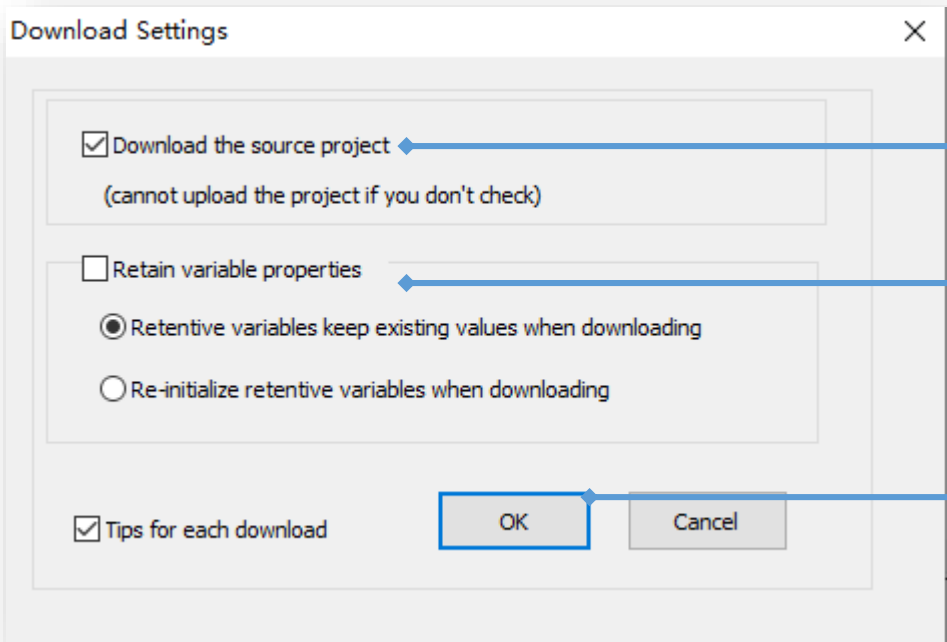 Download Settings
Download the source project
(cannot upload the project if you don't check)
Retain variable properties
Retentive variables keep existing values when downloading
Re-initialize retentive variables when downloading
Tips for each download
OK
Cancel